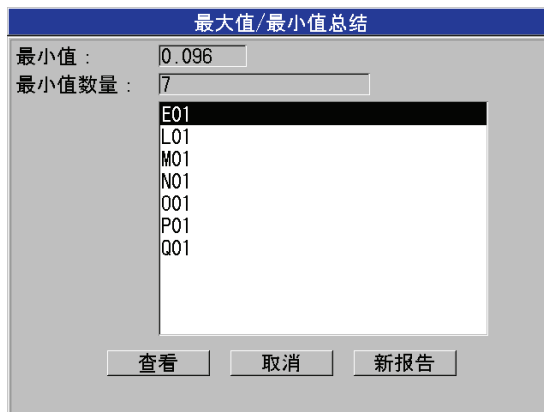 最大值/最小值总结
最小值： 0.096
最小值数量： 7
E01
L01
M01
N01
O01
P01
Q01
查看 取消 新报告